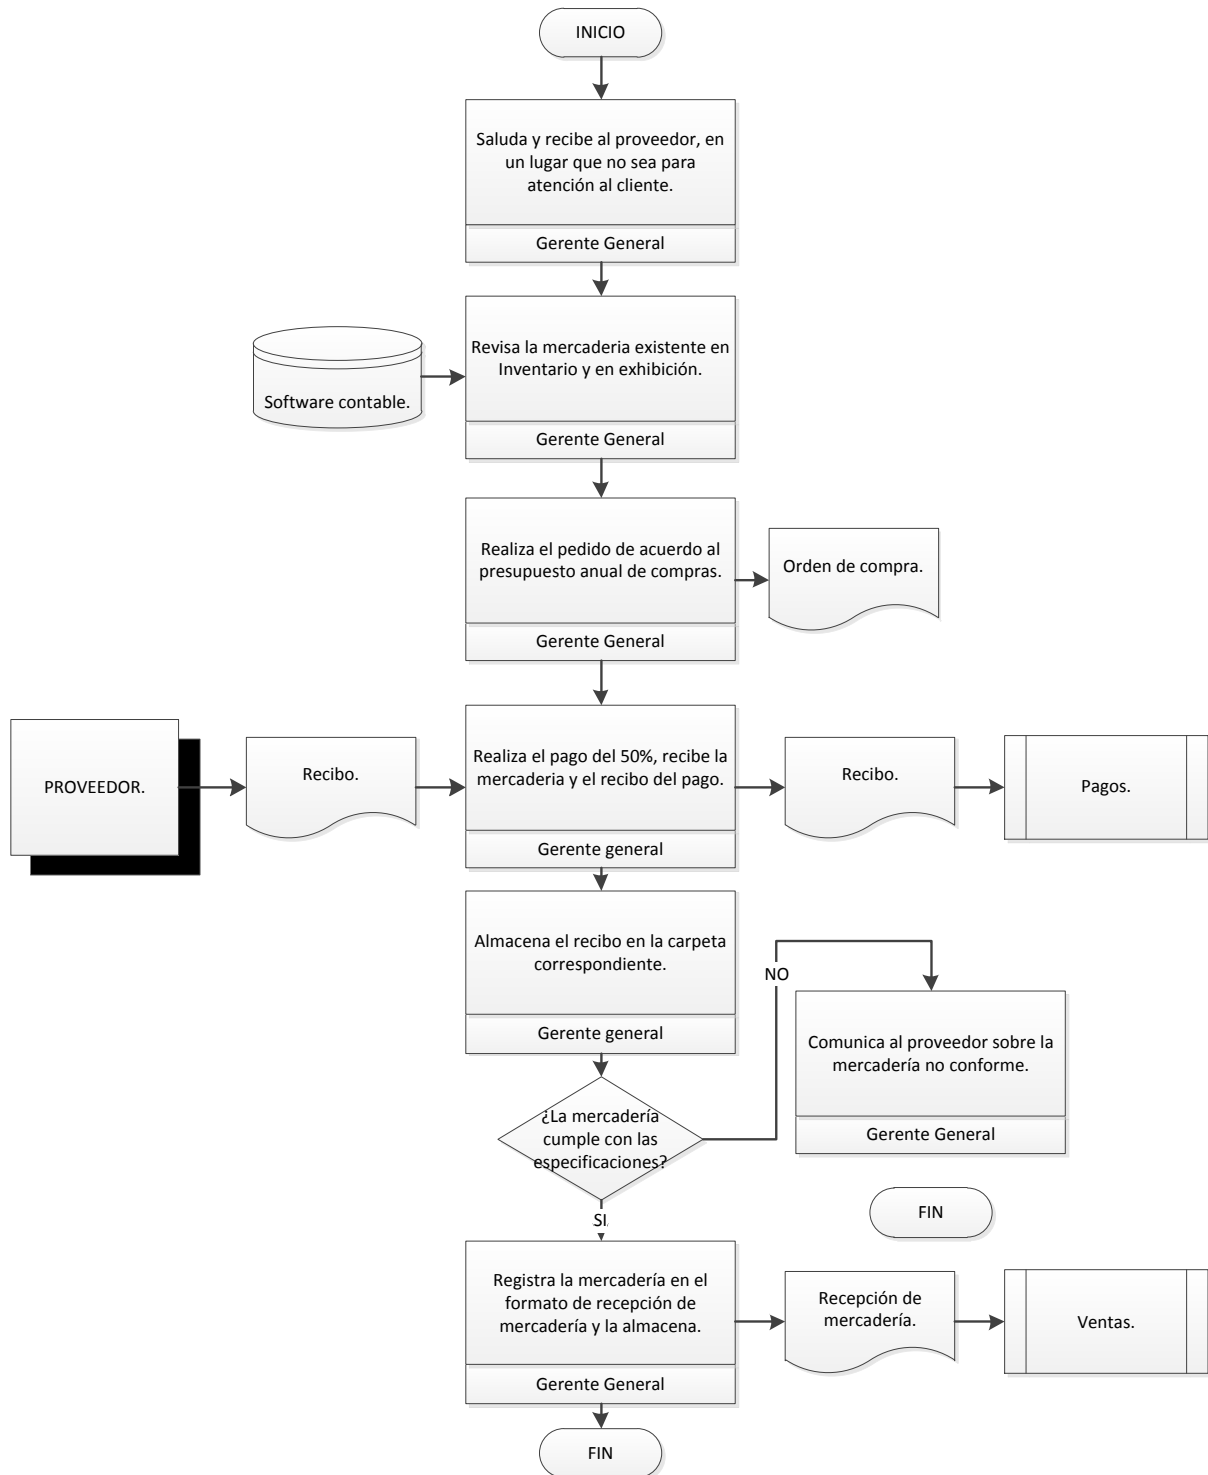 INICIO
Saluda y recibe al proveedor, en
un lugar que no sea para
atención al cliente.
Gerente General
Revisa la mercaderia existente en
Inventario y en exhibición.
Gerente General
Software contable.
Realiza el pedido de acuerdo al
presupuesto anual de compras.
Gerente General
Orden de compra.
PROVEEDOR.
Recibo.
Realiza el pago del 50%, recibe la
mercaderia y el recibo del pago.
Gerente general
Recibo.
Pagos.
Almacena el recibo en la carpeta
correspondiente.
Gerente general
NO
Comunica al proveedor sobre la
mercadería no conforme.
Gerente General
¿La mercadería
cumple con las
especificaciones?
FIN
SI
Registra la mercadería en el
formato de recepción de
mercadería y la almacena.
Gerente General
Recepción de
mercadería.
Ventas.
FIN